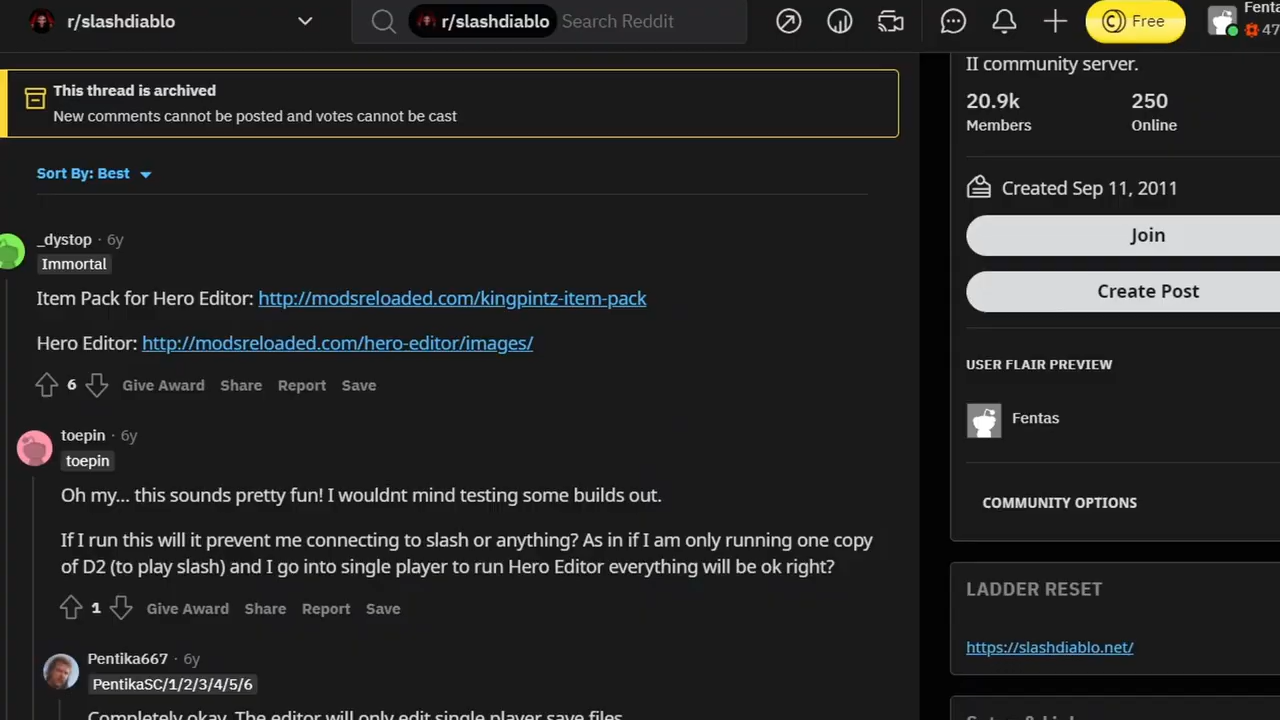 r/slashdiablo
r/slashdiablo Search Reddit
Free
Fentas
47
This thread is archived
New comments cannot be posted and votes cannot be cast
Sort By: Best
_dystop · 6y
Immortal
Item Pack for Hero Editor: http://modsreloaded.com/kingpintz-item-pack
Hero Editor: http://modsreloaded.com/hero-editor/images/
6 Give Award Share Report Save
toepin · 6y
toepin
Oh my... this sounds pretty fun! I wouldnt mind testing some builds out.
If I run this will it prevent me connecting to slash or anything? As in if I am only running one copy
of D2 (to play slash) and I go into single player to run Hero Editor everything will be ok right?
1 Give Award Share Report Save
Pentika667 · 6y
PentikaSC/1/2/3/4/5/6
Completely okay. The editor will only edit single player save files.
II community server.
20.9k 250
Members Online
Created Sep 11, 2011
Join
Create Post
USER FLAIR PREVIEW
Fentas
COMMUNITY OPTIONS
LADDER RESET
https://slashdiablo.net/